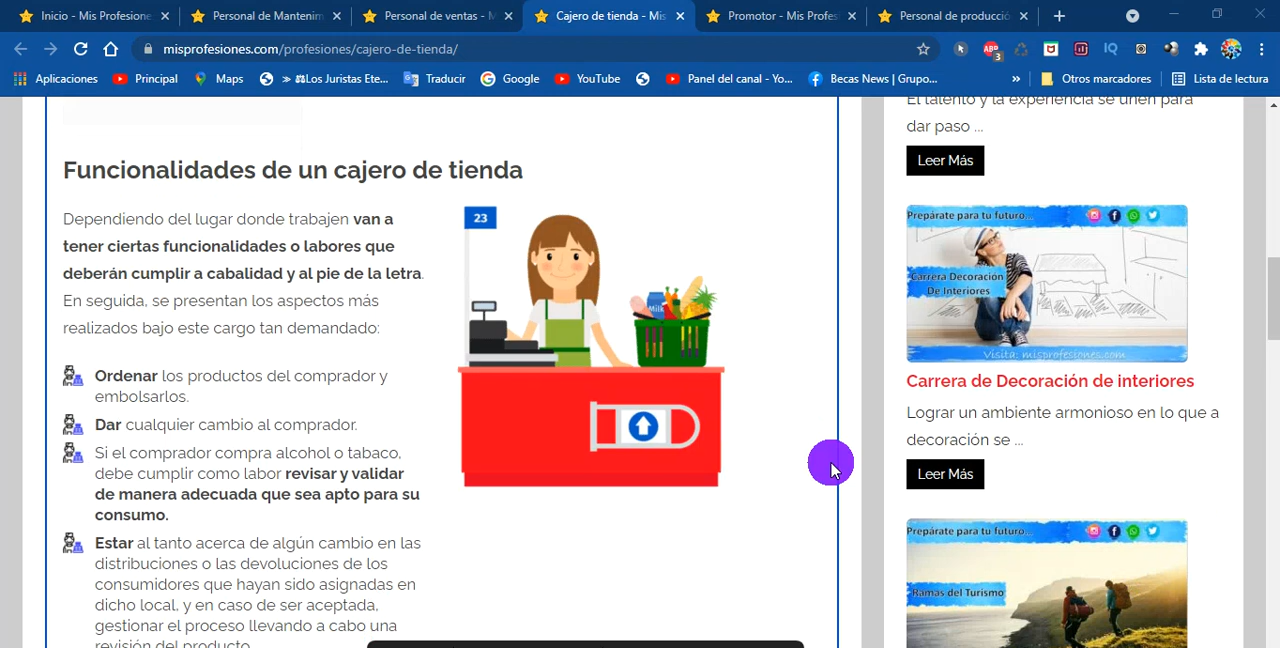 Inicio - Mis Profesione
Personal de Mantenim
Personal de ventas - M
Cajero de tienda - Mis
Promotor - Mis Profes
Personal de producció
misprofesiones.com/profesiones/cajero-de-tienda/
ABP
3
IQ
Aplicaciones
Principal
Maps
» ⚖Los Juristas Ete...
Traducir
Google
YouTube
Panel del canal - Yo...
Becas News | Grupo...
»
Otros marcadores
Lista de lectura
Funcionalidades de un cajero de tienda
Dependiendo del lugar donde trabajen van a
tener ciertas funcionalidades o labores que
deberán cumplir a cabalidad y al pie de la letra.
En seguida, se presentan los aspectos más
realizados bajo este cargo tan demandado:
Ordenar los productos del comprador y
embolsarlos.
Dar cualquier cambio al comprador.
Si el comprador compra alcohol o tabaco,
debe cumplir como labor revisar y validar
de manera adecuada que sea apto para su
consumo.
Estar al tanto acerca de algún cambio en las
distribuciones o las devoluciones de los
consumidores que hayan sido asignadas en
dicho local, y en caso de ser aceptada,
gestionar el proceso llevando a cabo una
revisión del producto
23
Milk
El talento y la experiencia se unen para
dar paso ...
Leer Más
Prepárate para tu futuro...
Carrera Decoración
De Interiores
Visita: misprofesiones.com
Carrera de Decoración de interiores
Lograr un ambiente armonioso en lo que a
decoración se ...
Leer Más
Prepárate para tu futuro...
Ramas del Turismo